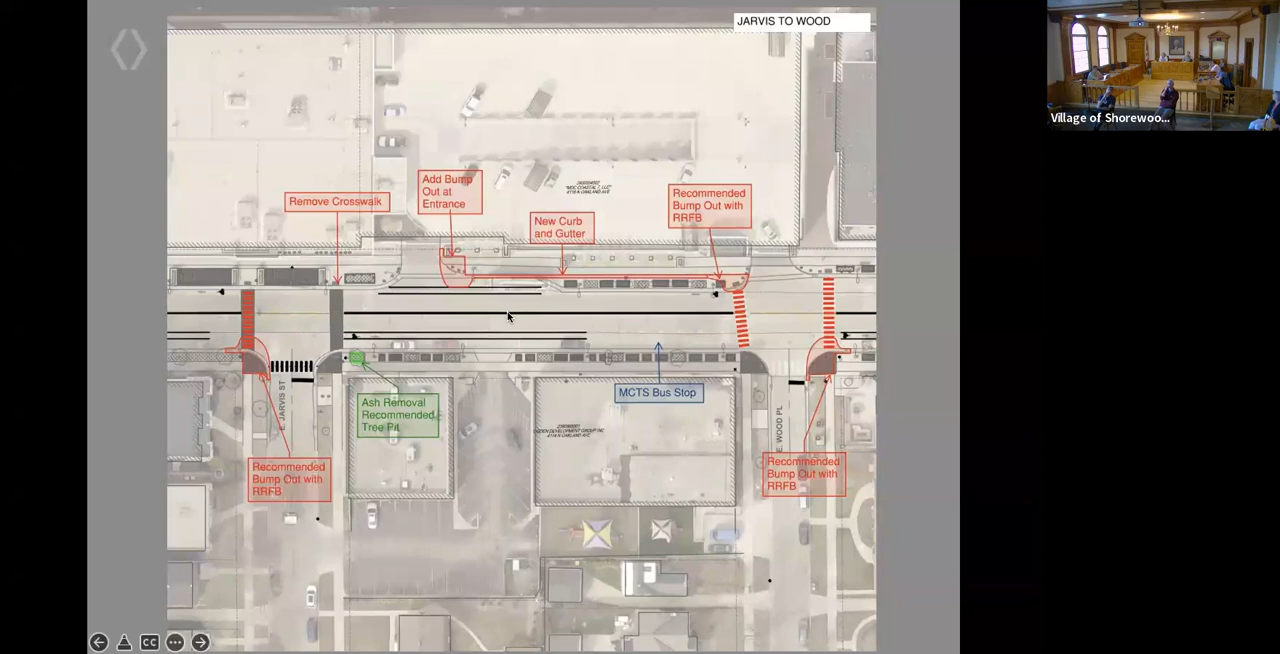 JARVIS TO WOOD
Village of Shorewoo...
Add Bump
Out at
Entrance
Remove Crosswalk
Recommended
Bump Out with
RRFB
New Curb
and Gutter
MCTS Bus Stop
Ash Removal
Recommended
Tree Pit
E. JARVIS ST
E. WOOD PL
Recommended
Bump Out with
RRFB
Recommended
Bump Out with
RRFB
CC